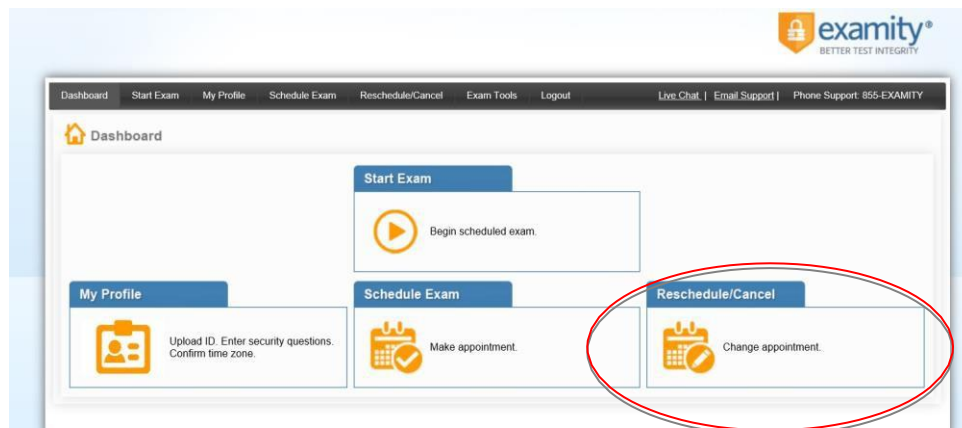 examity®
BETTER TEST INTEGRITY
Dashboard Start Exam My Profile Schedule Exam Reschedule/Cancel Exam Tools Logout Live Chat | Email Support | Phone Support: 855-EXAMITY
Dashboard
Start Exam
Begin scheduled exam.
My Profile
Upload ID. Enter security questions.
Confirm time zone.
Schedule Exam
Make appointment.
Reschedule/Cancel
Change appointment.